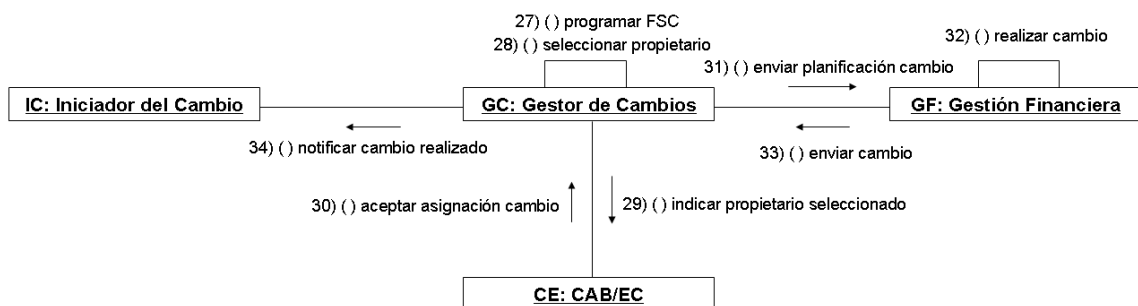 27) ( ) programar FSC
28) ( ) seleccionar propietario
32) ( ) realizar cambio
31) ( ) enviar planificación cambio
IC: Iniciador del Cambio
GC: Gestor de Cambios
GF: Gestión Financiera
34) ( ) notificar cambio realizado
33) ( ) enviar cambio
30) ( ) aceptar asignación cambio
29) ( ) indicar propietario seleccionado
CE: CAB/EC